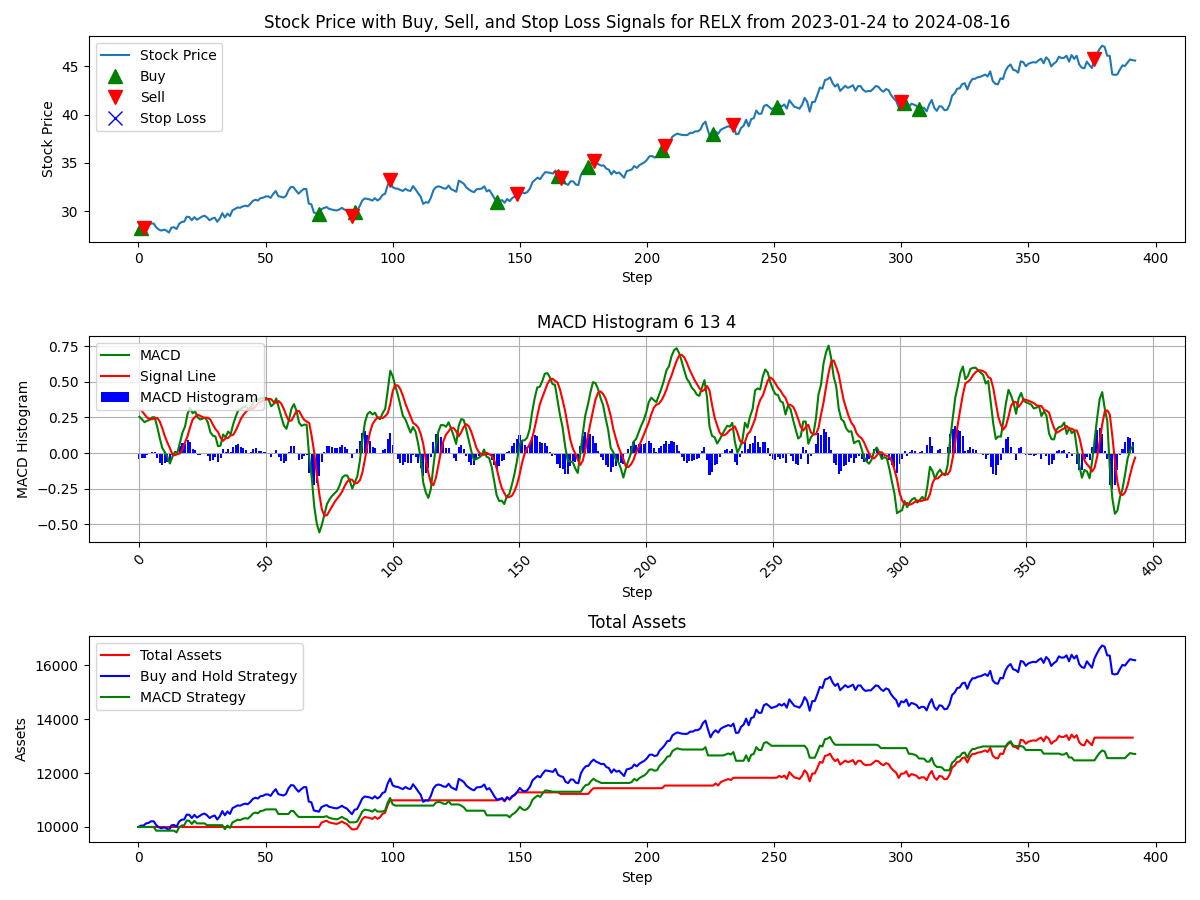 Stock Price with Buy, Sell, and Stop Loss Signals for RELX from 2023-01-24 to 2024-08-16
Stock Price
Buy
Sell
Stop Loss
Stock Price
45
40
35
30
0 50 100 150 200 250 300 350 400
Step
MACD Histogram 6 13 4
MACD
Signal Line
MACD Histogram
MACD Histogram
0.75
0.50
0.25
0.00
−0.25
−0.50
0 50 100 150 200 250 300 350 400
Step
Total Assets
Total Assets
Buy and Hold Strategy
MACD Strategy
Assets
16000
14000
12000
10000
0 50 100 150 200 250 300 350 400
Step